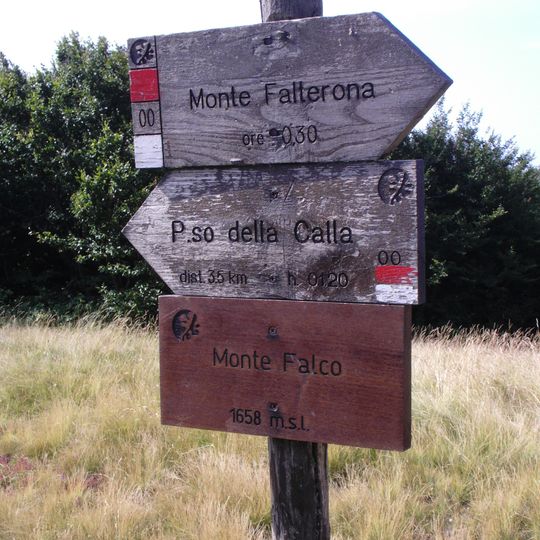 Monte Falterona
00
ore 0.30
P.so della Calla
00
dist. 3.5 km h. 01.20
Monte Falco
1658 m.s.l.